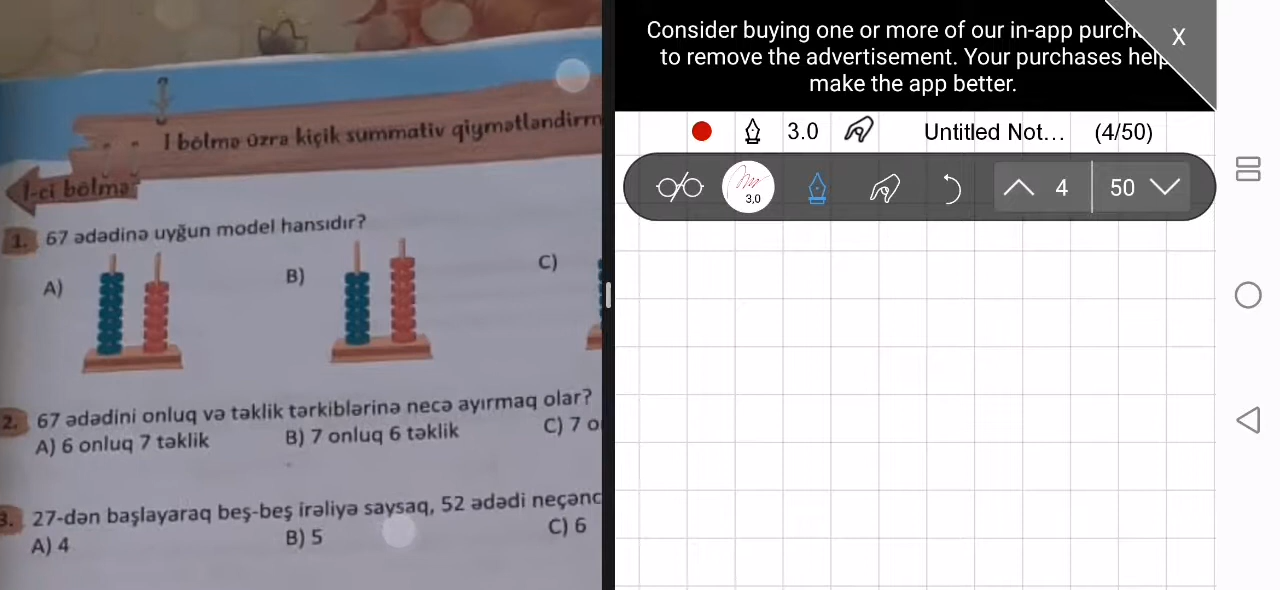 I bölmə üzrə kiçik summativ qiymətləndirm
1-ci bölmə
1. 67 ədədinə uyğun model hansıdır?
A)
B)
C)
2. 67 ədədini onluq və təklik tərkiblərinə necə ayırmaq olar?
A) 6 onluq 7 təklik
B) 7 onluq 6 təklik
C) 7 o
3. 27-dən başlayaraq beş-beş irəliyə saysaq, 52 ədədi neçənc
A) 4
B) 5
C) 6
Consider buying one or more of our in-app purch
to remove the advertisement. Your purchases help
make the app better.
X
3.0
Untitled Not...
(4/50)
3,0
4
50